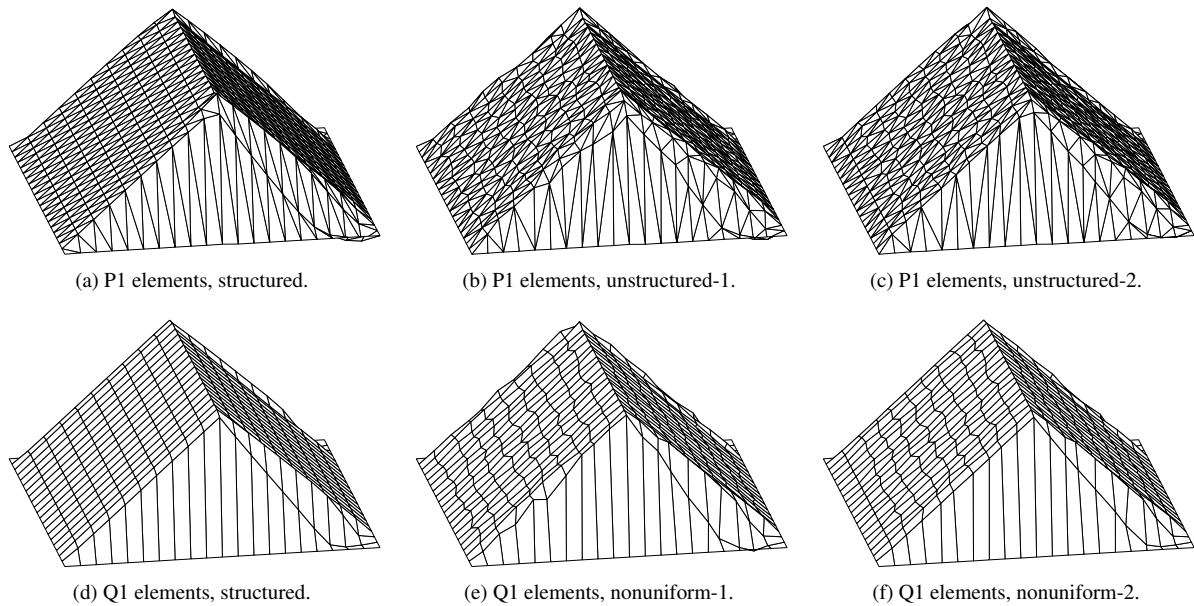 (a) P1 elements, structured.
(b) P1 elements, unstructured-1.
(c) P1 elements, unstructured-2.
(d) Q1 elements, structured.
(e) Q1 elements, nonuniform-1.
(f) Q1 elements, nonuniform-2.